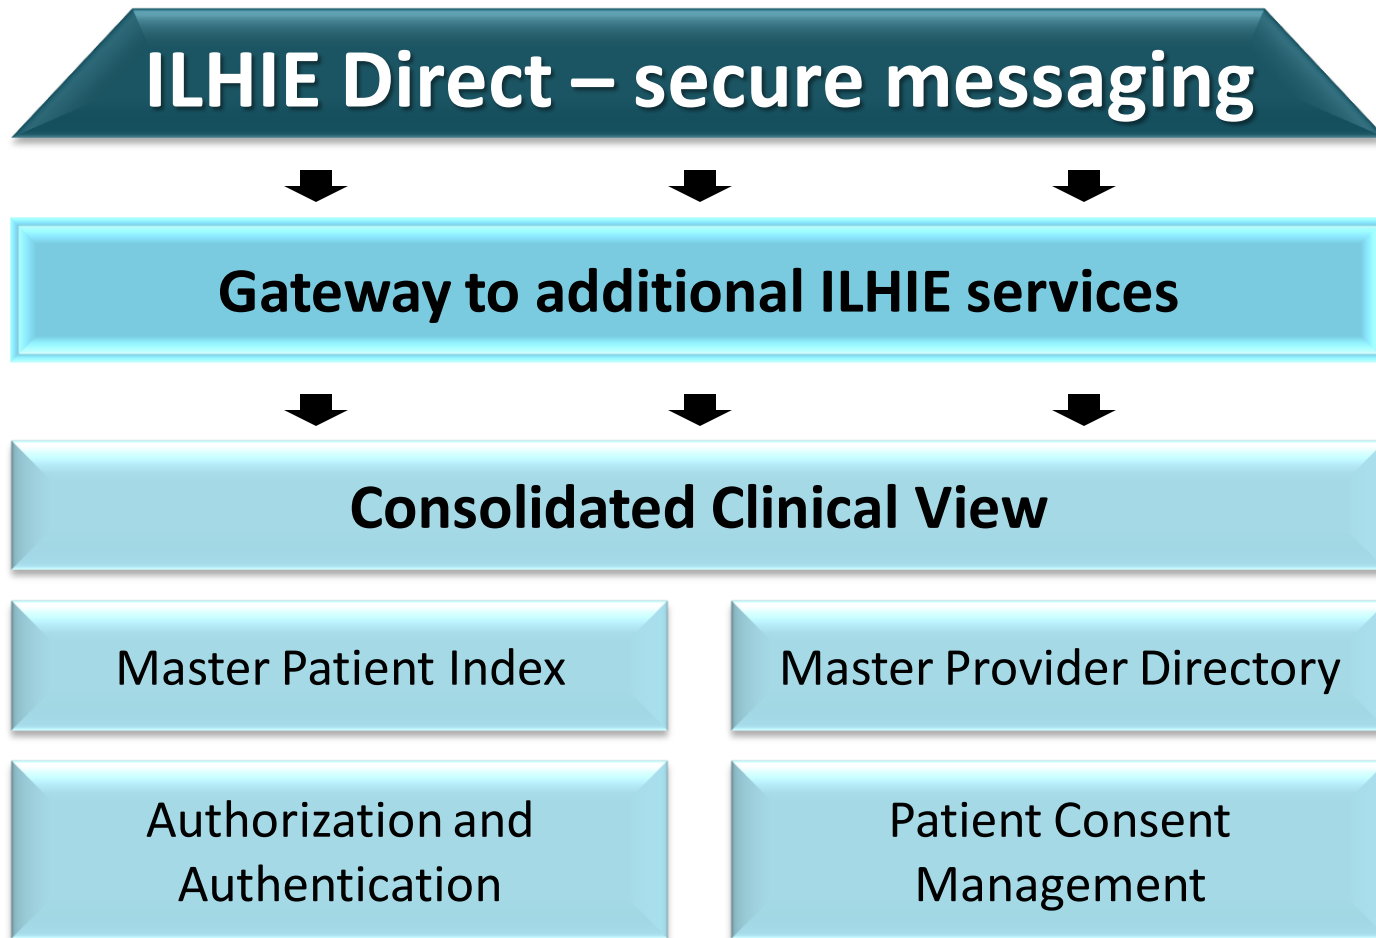 ILHIE Direct – secure messaging
Gateway to additional ILHIE services
Consolidated Clinical View
Master Patient Index
Master Provider Directory
Authorization and
Authentication
Patient Consent
Management